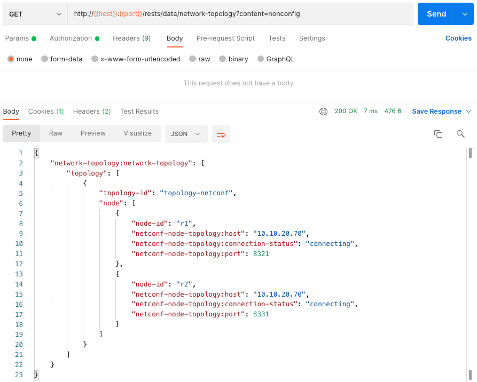 GET http://{{host}}:{{port}}/rests/data/network-topology?content=nonconfig Send
Params Authorization Headers (9) Body Pre-request Script Tests Settings Cookies
none form-data x-www-form-urlencoded raw binary GraphQL
This request does not have a body
Body Cookies (1) Headers (2) Test Results 200 OK 7 ms 476 B Save Response
Pretty Raw Preview Visualize JSON
1 {
2 "network-topology:network-topology": {
3 "topology": [
4 {
5 "topology-id": "topology-netconf",
6 "node": [
7 {
8 "node-id": "r1",
9 "netconf-node-topology:host": "10.10.20.70",
10 "netconf-node-topology:connection-status": "connecting",
11 "netconf-node-topology:port": 8321
12 },
13 {
14 "node-id": "r2",
15 "netconf-node-topology:host": "10.10.20.70",
16 "netconf-node-topology:connection-status": "connecting",
17 "netconf-node-topology:port": 8331
18 }
19 ]
20 }
21 ]
22 }
23 }